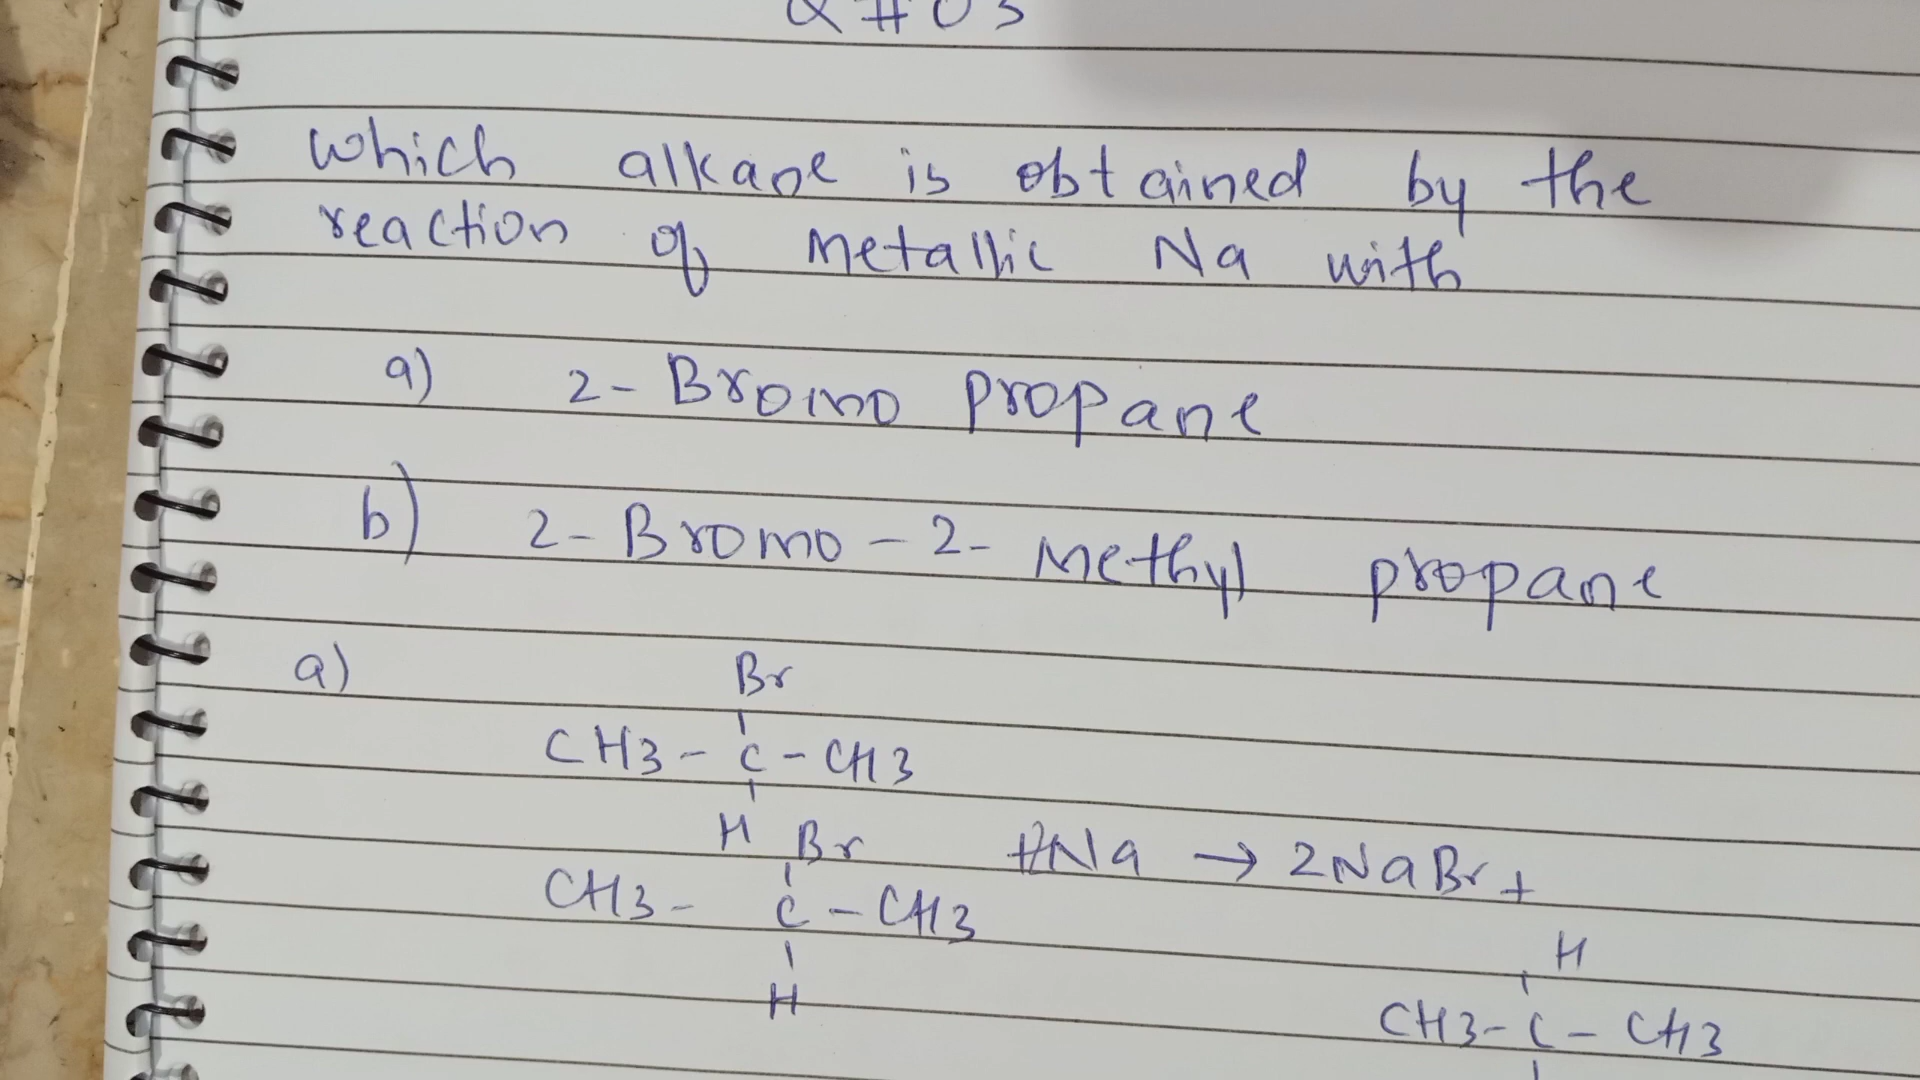 Q#03
which alkane is obtained by the
reaction of metallic Na with
a) 2-Bromo propane
b) 2-Bromo-2-Methyl propane
a) Br
CH3-C-CH3
H Br
+2Na → 2NaBr+
CH3- C-CH3
H
H
CH3-C-CH3